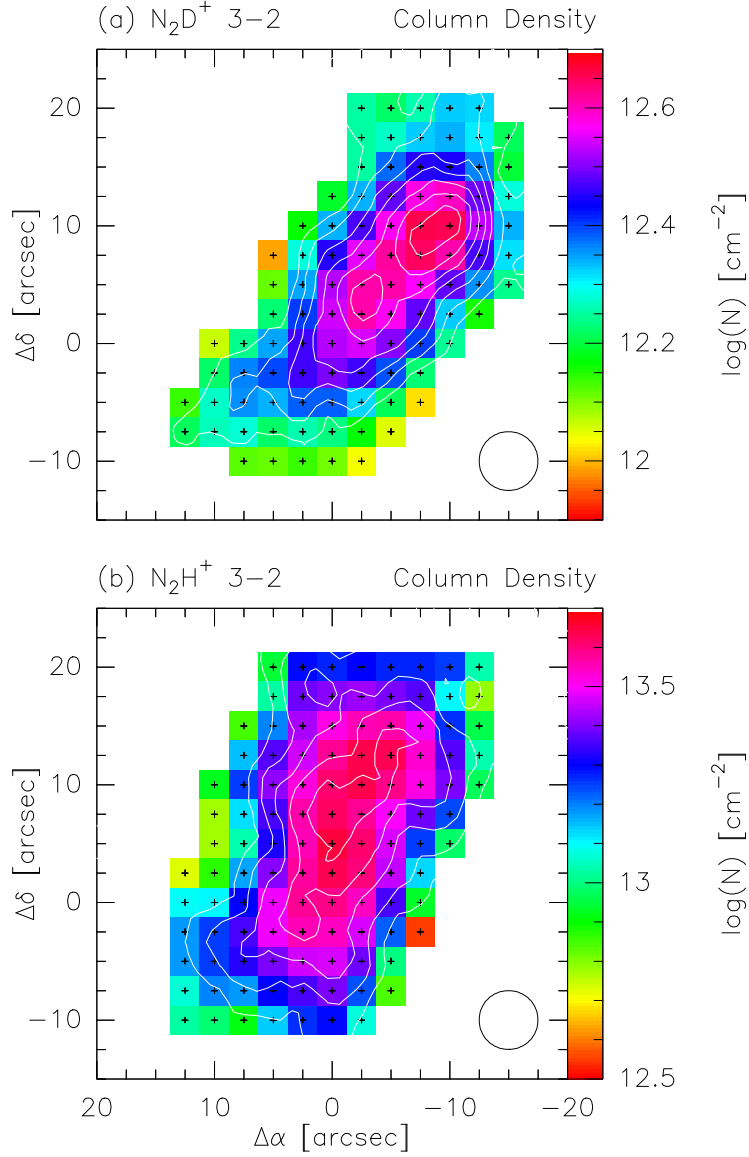 (a) N₂D⁺ 3−2 Column Density
20
10
0
−10
Δδ [arcsec]
12.6
12.4
12.2
12
log(N) [cm⁻²]
(b) N₂H⁺ 3−2 Column Density
20
10
0
−10
Δδ [arcsec]
13.5
13
12.5
log(N) [cm⁻²]
20 10 0 −10 −20
Δα [arcsec]